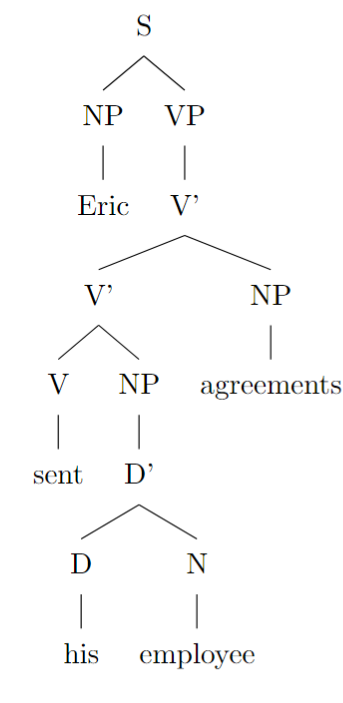 S
NP VP
Eric V'
V' NP
V NP agreements
sent D'
D N
his employee